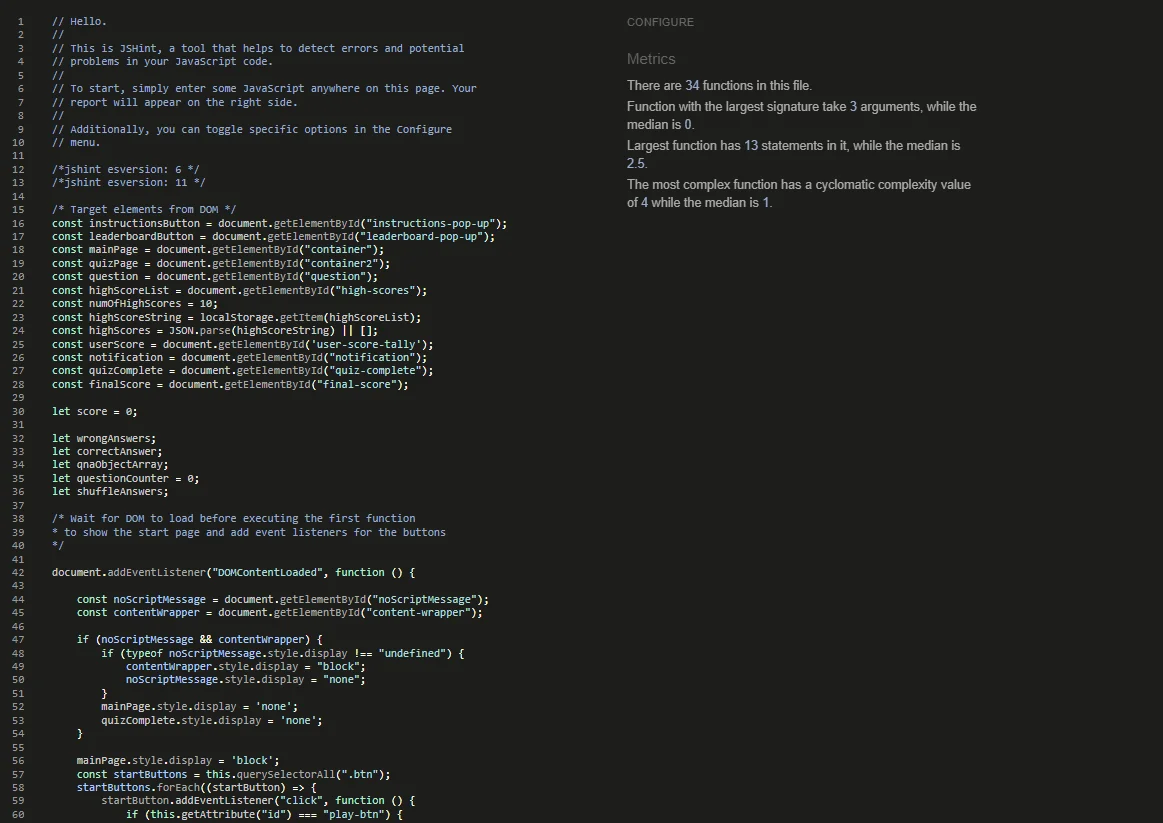 1 // Hello.
2 //
3 // This is JSHint, a tool that helps to detect errors and potential
4 // problems in your JavaScript code.
5 //
6 // To start, simply enter some JavaScript anywhere on this page. Your
7 // report will appear on the right side.
8 //
9 // Additionally, you can toggle specific options in the Configure
10 // menu.
11
12 /*jshint esversion: 6 */
13 /*jshint esversion: 11 */
14
15 /* Target elements from DOM */
16 const instructionsButton = document.getElementById("instructions-pop-up");
17 const leaderboardButton = document.getElementById("leaderboard-pop-up");
18 const mainPage = document.getElementById("container");
19 const quizPage = document.getElementById("container2");
20 const question = document.getElementById("question");
21 const highScoreList = document.getElementById("high-scores");
22 const numOfHighScores = 10;
23 const highScoreString = localStorage.getItem(highScoreList);
24 const highScores = JSON.parse(highScoreString) || [];
25 const userScore = document.getElementById('user-score-tally');
26 const notification = document.getElementById("notification");
27 const quizComplete = document.getElementById("quiz-complete");
28 const finalScore = document.getElementById("final-score");
29
30 let score = 0;
31
32 let wrongAnswers;
33 let correctAnswer;
34 let qnaObjectArray;
35 let questionCounter = 0;
36 let shuffleAnswers;
37
38 /* Wait for DOM to load before executing the first function
39 * to show the start page and add event listeners for the buttons
40 */
41
42 document.addEventListener("DOMContentLoaded", function () {
43
44 const noScriptMessage = document.getElementById("noScriptMessage");
45 const contentWrapper = document.getElementById("content-wrapper");
46
47 if (noScriptMessage && contentWrapper) {
48 if (typeof noScriptMessage.style.display !== "undefined") {
49 contentWrapper.style.display = "block";
50 noScriptMessage.style.display = "none";
51 }
52 mainPage.style.display = 'none';
53 quizComplete.style.display = 'none';
54 }
55
56 mainPage.style.display = 'block';
57 const startButtons = this.querySelectorAll(".btn");
58 startButtons.forEach((startButton) => {
59 startButton.addEventListener("click", function () {
60 if (this.getAttribute("id") === "play-btn") {
CONFIGURE
Metrics
There are 34 functions in this file.
Function with the largest signature take 3 arguments, while the
median is 0.
Largest function has 13 statements in it, while the median is
2.5.
The most complex function has a cyclomatic complexity value
of 4 while the median is 1.